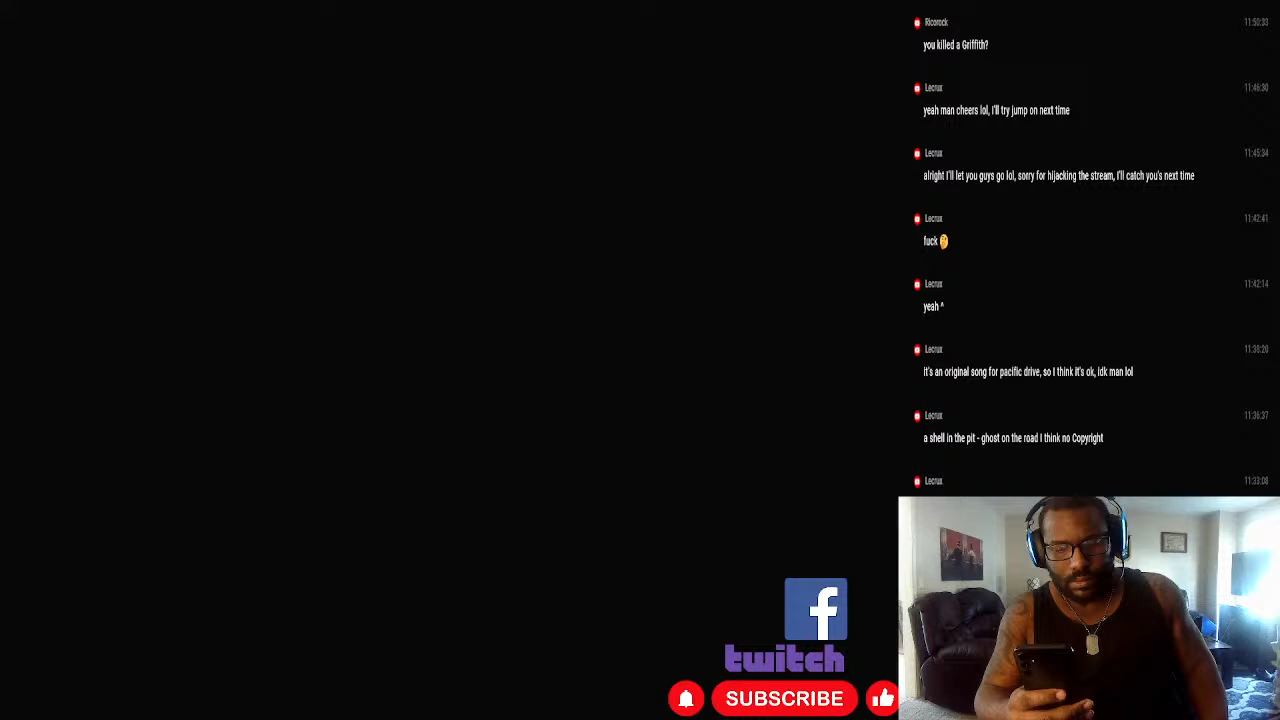 Ricorock 11:50:33
you killed a Griffith?
Lecrux 11:46:30
yeah man cheers lol, I'll try jump on next time
Lecrux 11:45:34
alright I'll let you guys go lol, sorry for hijacking the stream, I'll catch you's next time
Lecrux 11:42:41
fuck 🤔
Lecrux 11:42:14
yeah ^
Lecrux 11:39:20
it's an original song for pacific drive, so I think it's ok, idk man lol
Lecrux 11:36:37
a shell in the pit - ghost on the road I think no Copyright
Lecrux 11:33:08
f
twitch
SUBSCRIBE